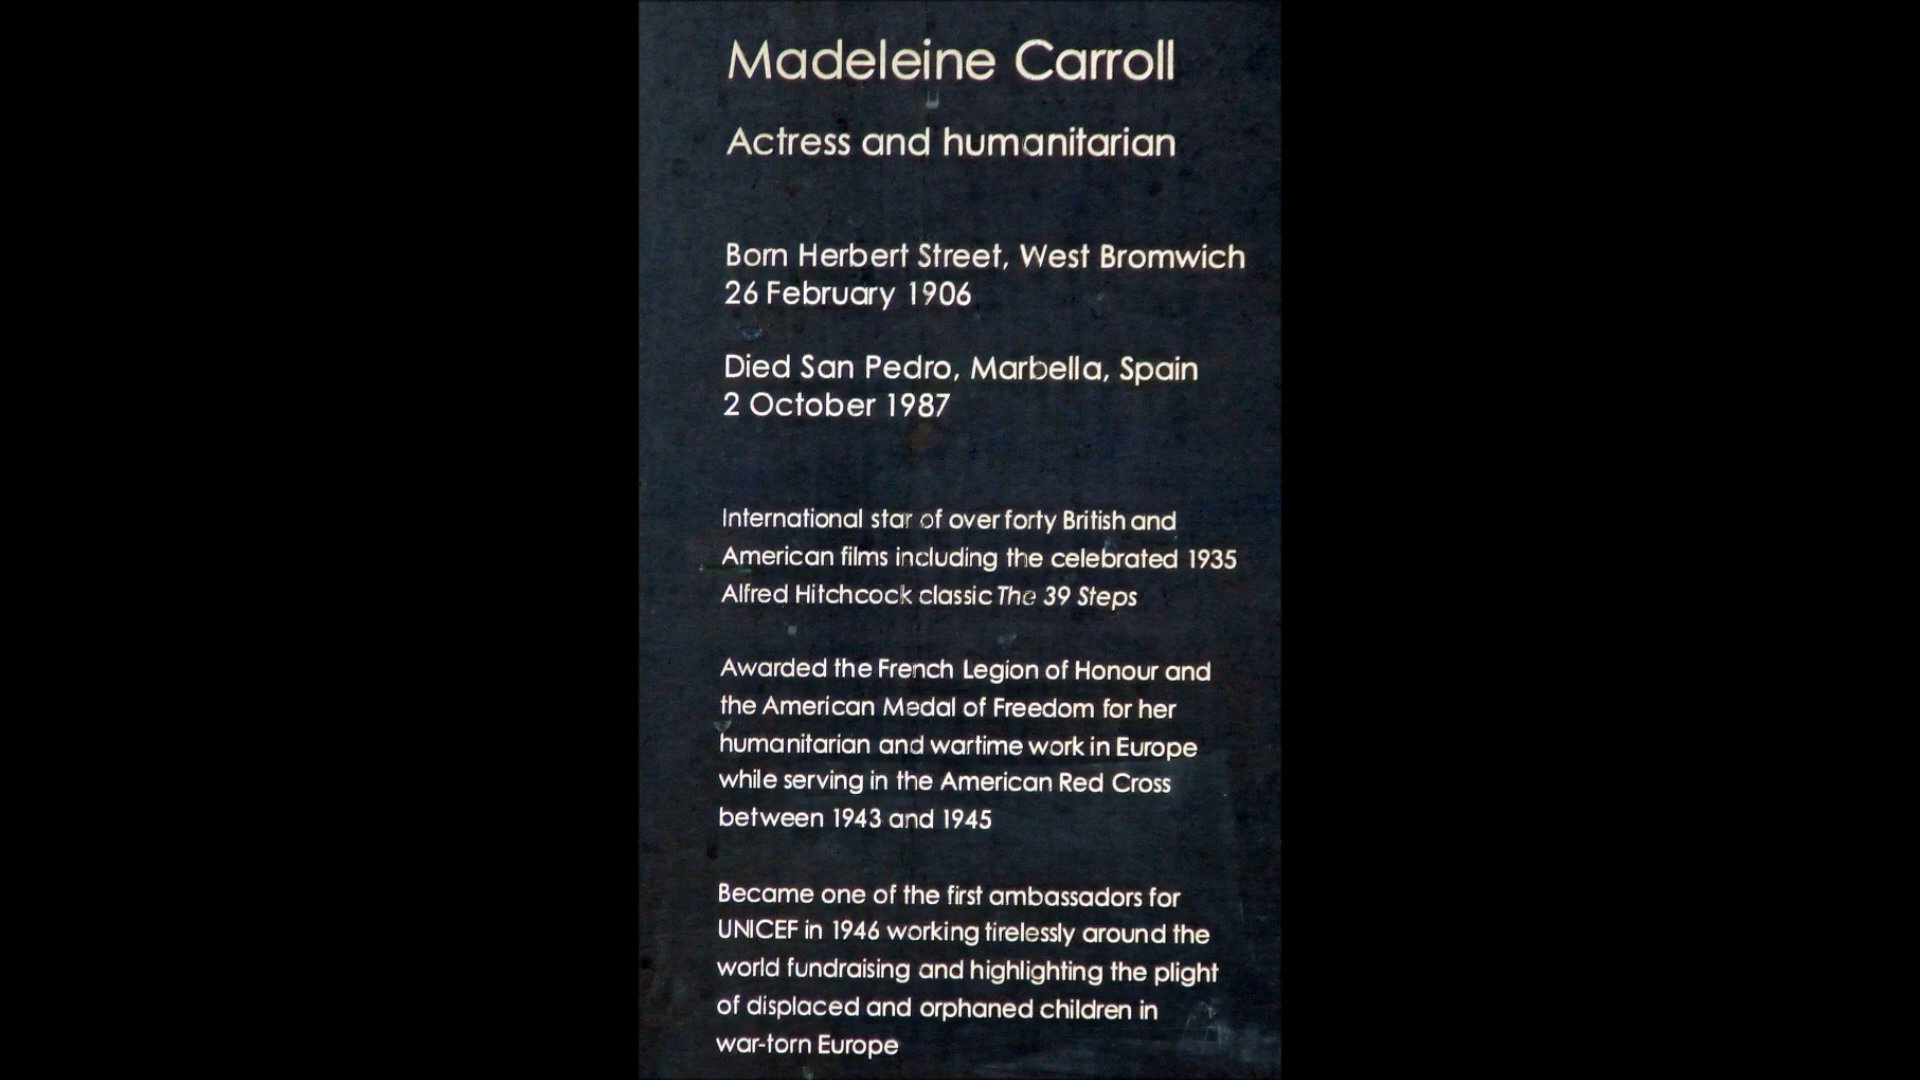 Madeleine Carroll
Actress and humanitarian
Born Herbert Street, West Bromwich
26 February 1906
Died San Pedro, Marbella, Spain
2 October 1987
International star of over forty British and
American films including the celebrated 1935
Alfred Hitchcock classic The 39 Steps
Awarded the French Legion of Honour and
the American Medal of Freedom for her
humanitarian and wartime work in Europe
while serving in the American Red Cross
between 1943 and 1945
Became one of the first ambassadors for
UNICEF in 1946 working tirelessly around the
world fundraising and highlighting the plight
of displaced and orphaned children in
war-torn Europe